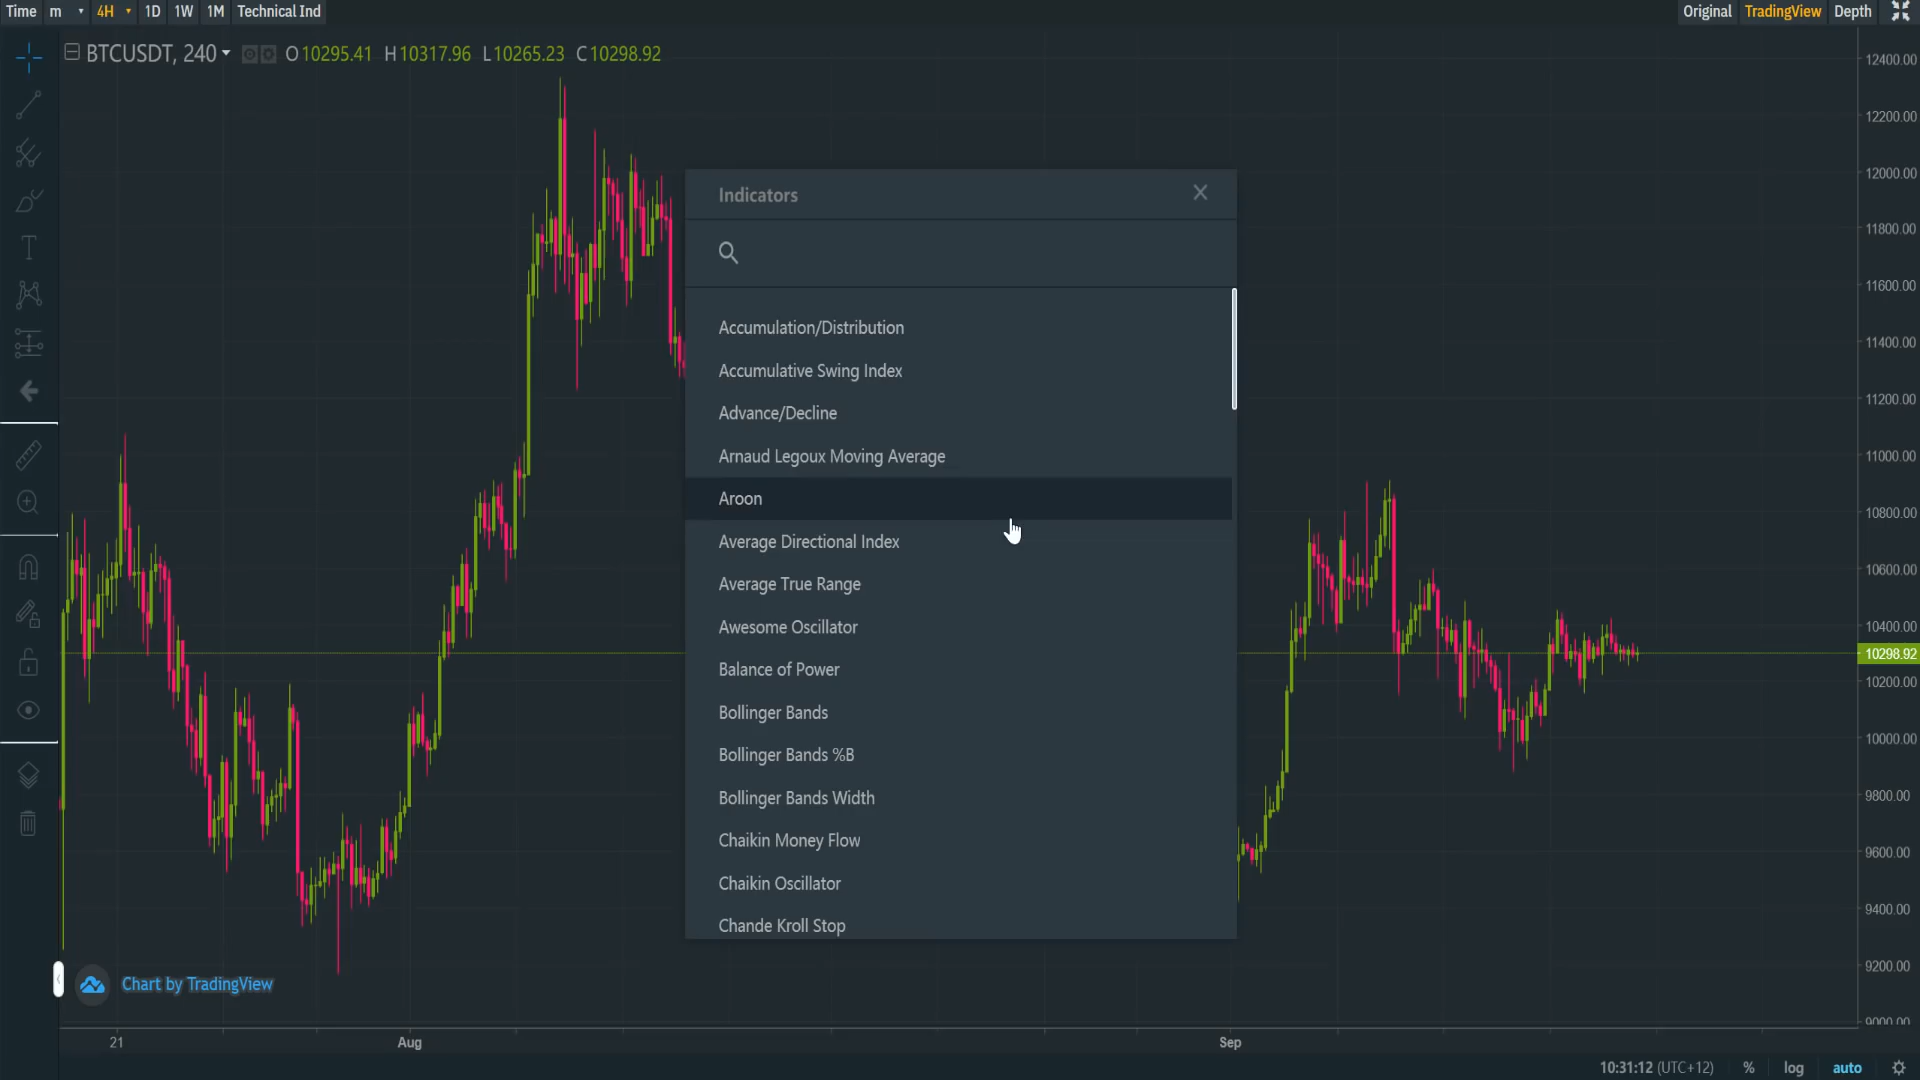 Time m 4H 1D 1W 1M Technical Ind
Original TradingView Depth
BTCUSDT, 240 O10295.41 H10317.96 L10265.23 C10298.92
12400.00
12200.00
12000.00
11800.00
11600.00
11400.00
11200.00
11000.00
10800.00
10600.00
10400.00
10298.92
10200.00
10000.00
9800.00
9600.00
9400.00
9200.00
9000.00
Indicators
Accumulation/Distribution
Accumulative Swing Index
Advance/Decline
Arnaud Legoux Moving Average
Aroon
Average Directional Index
Average True Range
Awesome Oscillator
Balance of Power
Bollinger Bands
Bollinger Bands %B
Bollinger Bands Width
Chaikin Money Flow
Chaikin Oscillator
Chande Kroll Stop
Chart by TradingView
21 Aug Sep
10:31:12 (UTC+12) % log auto